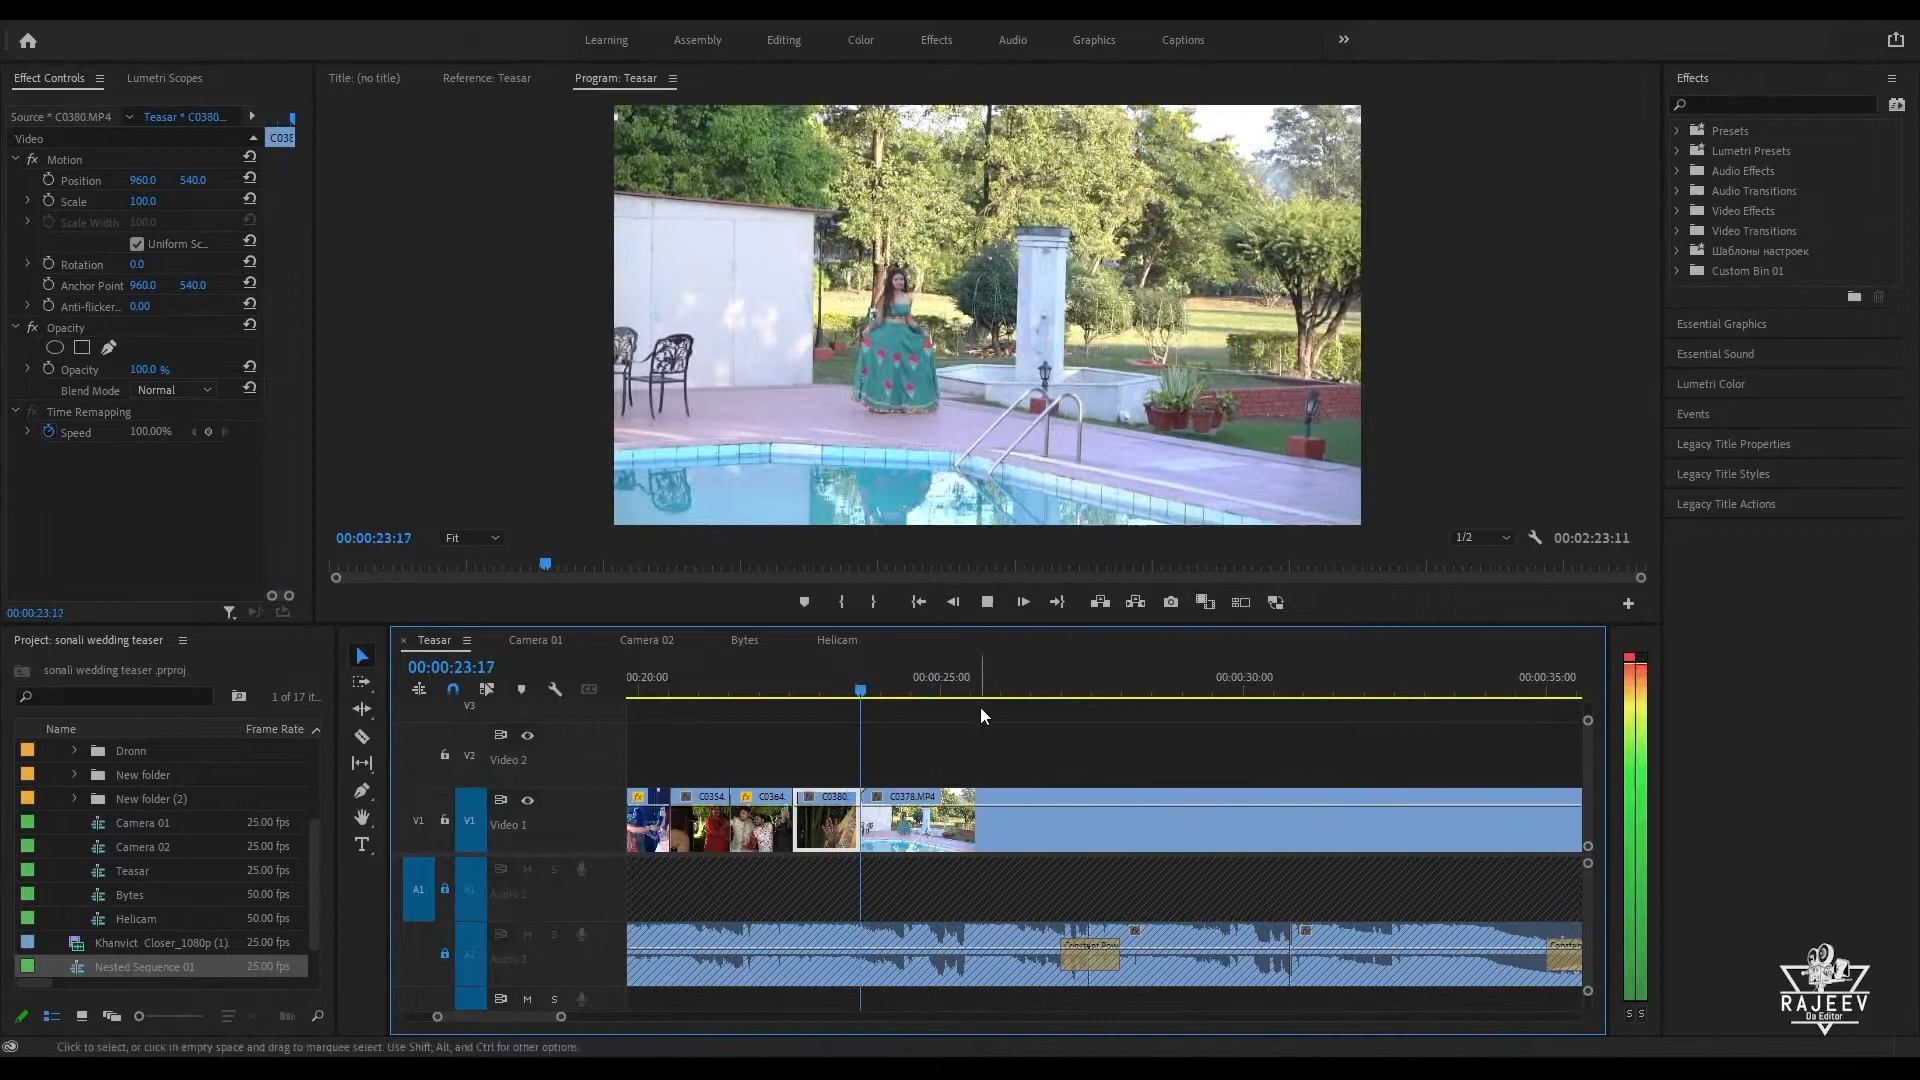 Learning Assembly Editing Color Effects Audio Graphics Captions
Effect Controls Lumetri Scopes
Title: (no title) Reference: Teasar Program: Teasar
Effects
Source * C0380.MP4 Teasar * C0380...
Video
C038
Motion
Position 960.0 540.0
Scale 100.0
Scale Width 100.0
Uniform Sc...
Rotation 0.0
Anchor Point 960.0 540.0
Anti-flicker... 0.00
Opacity
Opacity 100.0 %
Blend Mode Normal
Time Remapping
Speed 100.00%
00:00:23:12
00:00:23:17 Fit 1/2 00:02:23:11
Presets
Lumetri Presets
Audio Effects
Audio Transitions
Video Effects
Video Transitions
Шаблоны настроек
Custom Bin 01
Essential Graphics
Essential Sound
Lumetri Color
Events
Legacy Title Properties
Legacy Title Styles
Legacy Title Actions
Project: sonali wedding teaser
sonali wedding teaser .prproj
1 of 17 it...
Name Frame Rate
Dronn
New folder
New folder (2)
Camera 01 25.00 fps
Camera 02 25.00 fps
Teasar 25.00 fps
Bytes 50.00 fps
Helicam 50.00 fps
Khanvict Closer_1080p (1). 25.00 fps
Nested Sequence 01 25.00 fps
× Teasar Camera 01 Camera 02 Bytes Helicam
00:00:23:17
:00:20:00 00:00:25:00 00:00:30:00 00:00:35:00
V3
V2 Video 2
V1 V1 Video 1
C0354. C0364. C0380. C0378.MP4
A1 A1 M S
Audio 1
A2 M S
Audio 2
Constant Pow
Constan
M S
S S
RAJEEV
Da Editor
Click to select, or click in empty space and drag to marquee select. Use Shift, Alt, and Ctrl for other options.